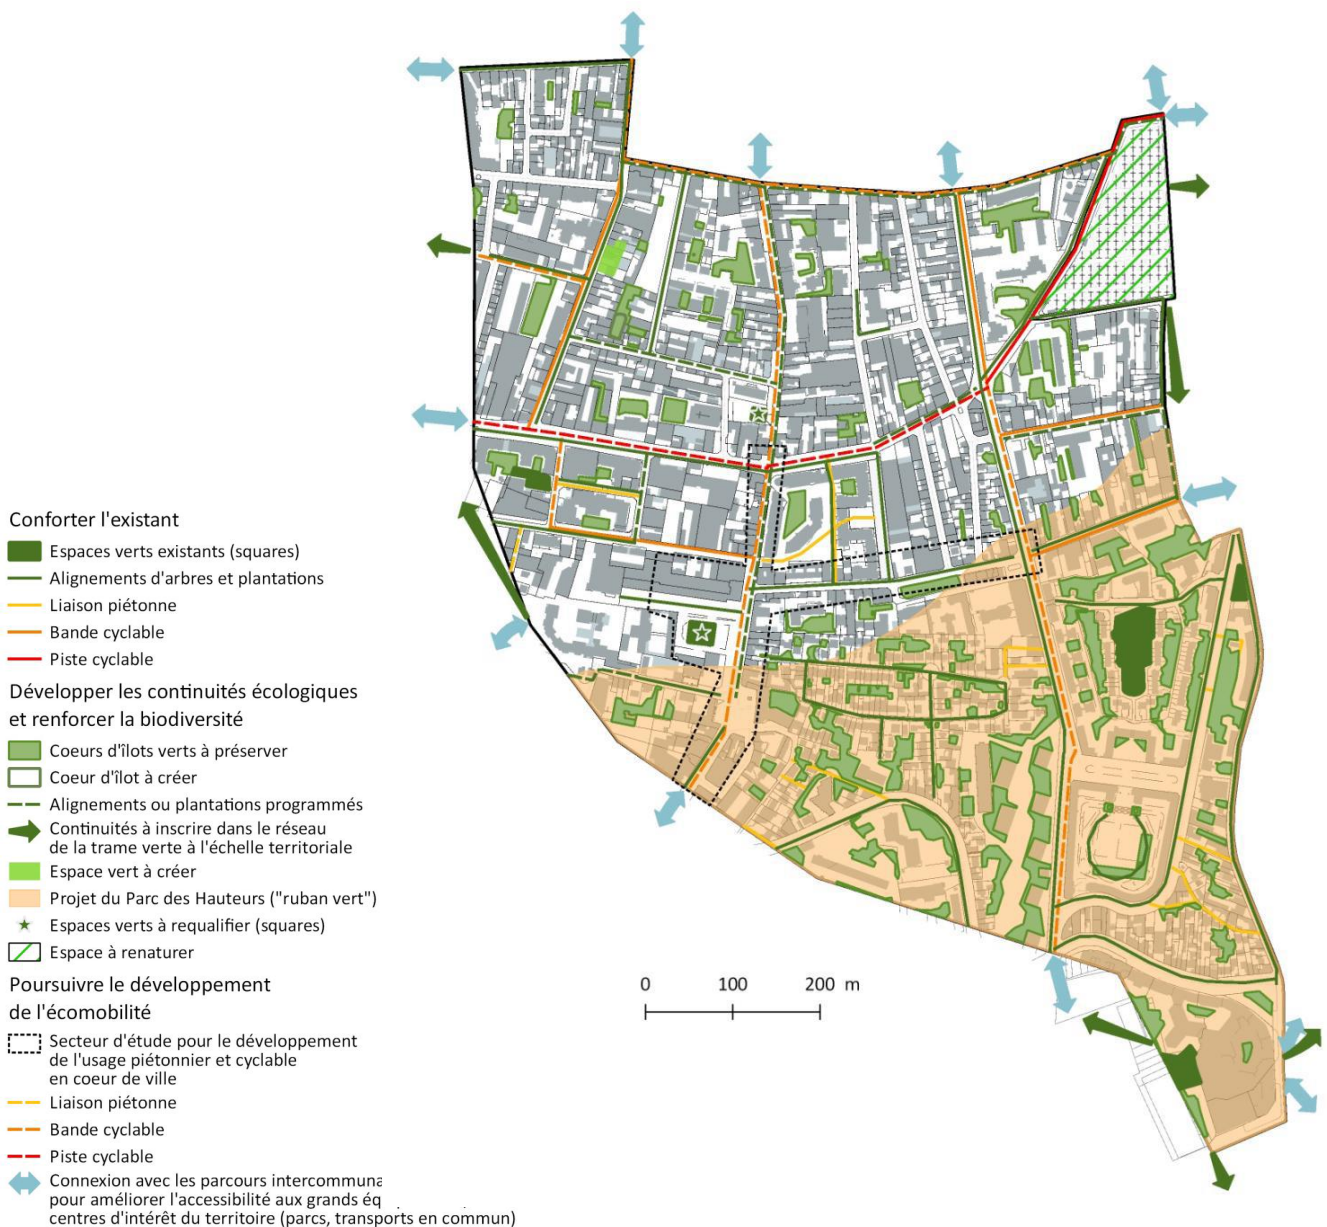 Conforter l'existant
Espaces verts existants (squares)
Alignements d'arbres et plantations
Liaison piétonne
Bande cyclable
Piste cyclable
Développer les continuités écologiques
et renforcer la biodiversité
Coeurs d'îlots verts à préserver
Coeur d'îlot à créer
Alignements ou plantations programmés
Continuités à inscrire dans le réseau
de la trame verte à l'échelle territoriale
Espace vert à créer
Projet du Parc des Hauteurs ("ruban vert")
Espaces verts à requalifier (squares)
Espace à renaturer
Poursuivre le développement
de l'écomobilité
Secteur d'étude pour le développement
de l'usage piétonnier et cyclable
en coeur de ville
Liaison piétonne
Bande cyclable
Piste cyclable
Connexion avec les parcours
pour améliorer l'accessibilité aux grands
centres d'intérêt du territoire (parcs, transports en commun)
0 100 200 m